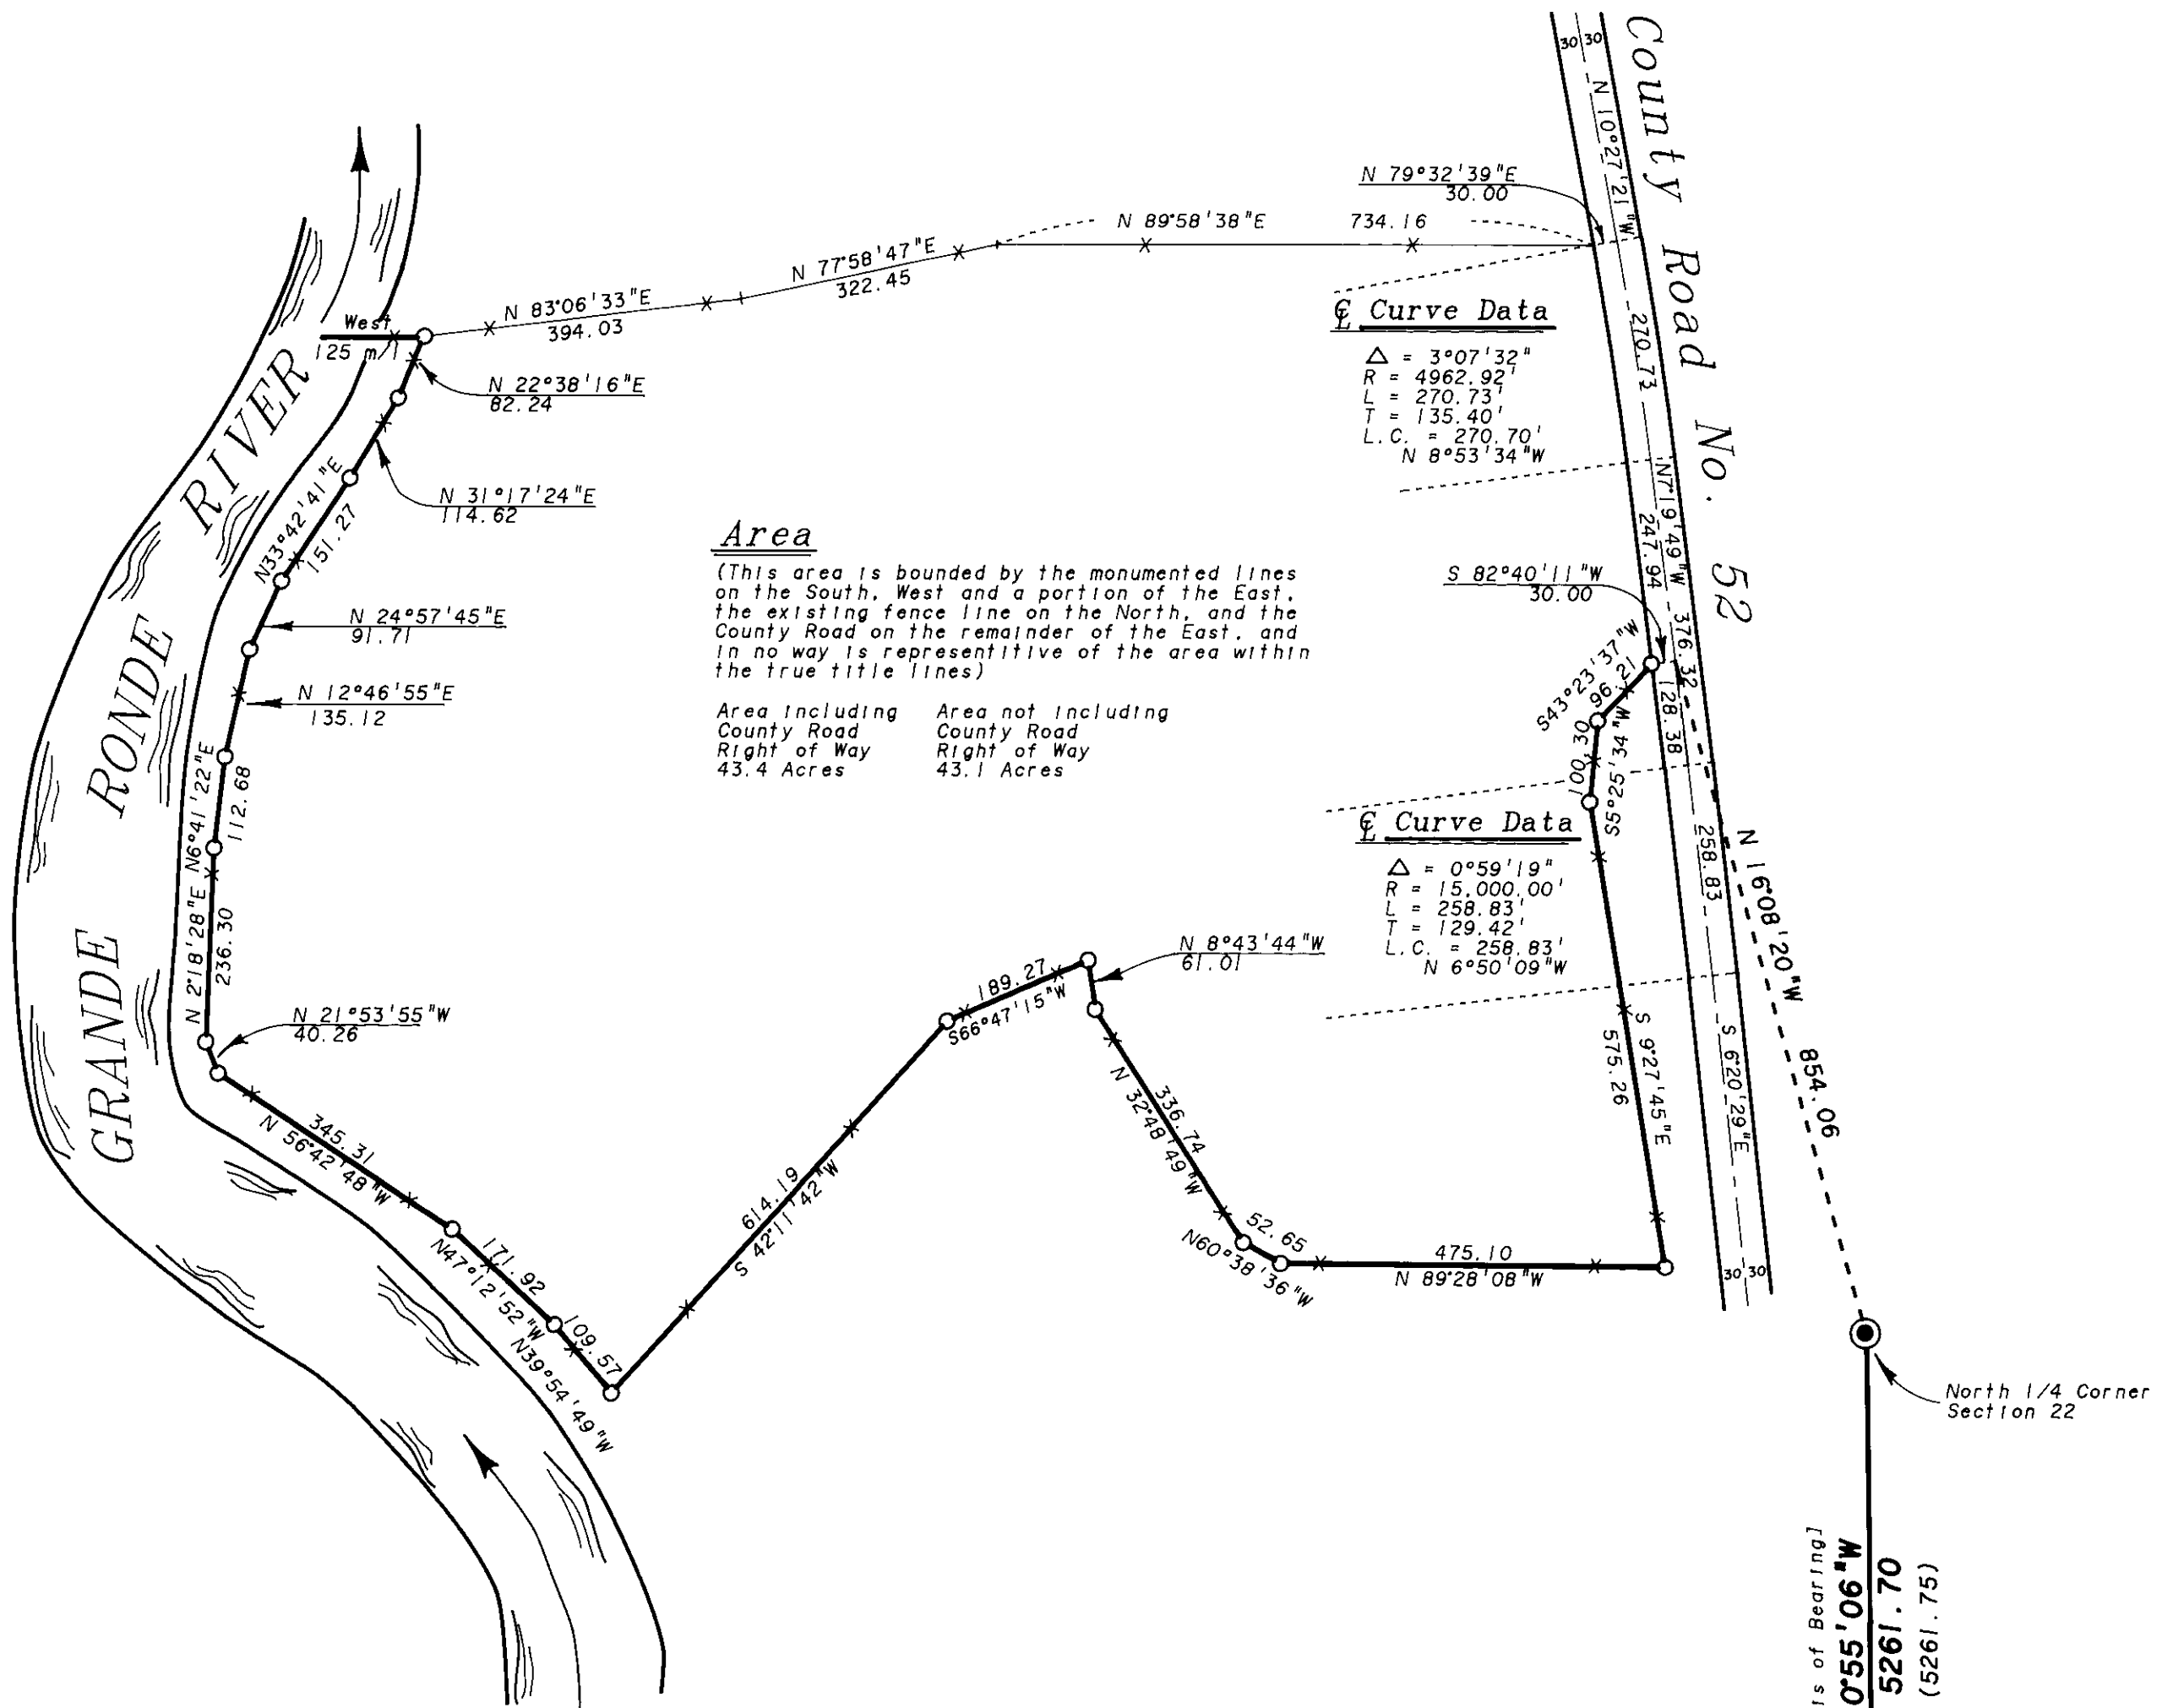 County Road No. 52
30 30
N 10°27'21"W
N 79°32'39"E
30.00
N 89°58'38"E 734.16
N 77°58'47"E
322.45
N 83°06'33"E
394.03
West
125 m/l
N 22°38'16"E
82.24
N 31°17'24"E
114.62
N33°42'41"E
151.27
N 24°57'45"E
91.71
N 12°46'55"E
135.12
N6°41'22"E
112.68
N 2°18'28"E
236.30
N 21°53'55"W
40.26
GRANDE RONDE RIVER
℄ Curve Data
△ = 3°07'32"
R = 4962.92'
L = 270.73'
T = 135.40'
L.C. = 270.70'
N 8°53'34"W
270.73
N7°19'49"W 376.32
247.94
S 82°40'11"W
30.00
S43°23'37"W
96.21
128.38
100.30
S5°25'34"W
Area
(This area is bounded by the monumented lines
on the South, West and a portion of the East,
the existing fence line on the North, and the
County Road on the remainder of the East, and
in no way is representitive of the area within
the true title lines)
Area including
County Road
Right of Way
43.4 Acres
Area not including
County Road
Right of Way
43.1 Acres
℄ Curve Data
△ = 0°59'19"
R = 15,000.00'
L = 258.83'
T = 129.42'
L.C. = 258.83'
N 6°50'09"W
258.83
N 16°08'20"W 854.06
S 6°20'29"E
S 9°27'45"E
575.26
N 8°43'44"W
61.01
189.27
S66°47'15"W
336.74
N 32°48'49"W
52.65
N60°38'36"W
475.10
N 89°28'08"W
614.19
S 42°11'42"W
345.31
N 56°42'48"W
171.92
N47°12'52"W
109.57
N39°54'49"W
30 30
North 1/4 Corner
Section 22
is of Bearing]
0°55'06"W
5261.70
(5261.75)